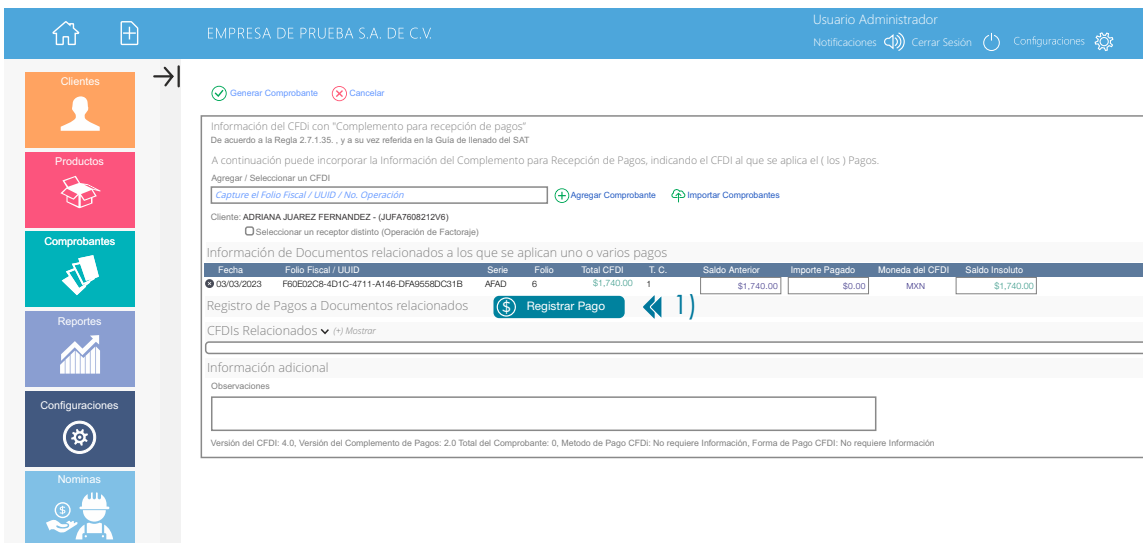 Usuario Administrador
EMPRESA DE PRUEBA S.A. DE C.V.
Notificaciones Cerrar Sesión Configuraciones
Clientes
Generar Comprobante Cancelar
Información del CFDi con "Complemento para recepción de pagos"
De acuerdo a la Regla 2.7.1.35. , y a su vez referida en la Guía de llenado del SAT
Productos
A continuación puede incorporar la Información del Complemento para Recepción de Pagos, indicando el CFDI al que se aplica el ( los ) Pagos.
Agregar / Seleccionar un CFDI
Capture el Folio Fiscal / UUID / No. Operación Agregar Comprobante Importar Comprobantes
Cliente: ADRIANA JUAREZ FERNANDEZ - (JUFA7608212V6)
Seleccionar un receptor distinto (Operación de Factoraje)
Comprobantes
Información de Documentos relacionados a los que se aplican uno o varios pagos
Fecha Folio Fiscal / UUID Serie Folio Total CFDI T. C. Saldo Anterior Importe Pagado Moneda del CFDI Saldo Insoluto
03/03/2023 F60E02C8-4D1C-4711-A146-DFA9558DC31B AFAD 6 $1,740.00 1 $1,740.00 $0.00 MXN $1,740.00
Registro de Pagos a Documentos relacionados $ Registrar Pago 1)
Reportes
CFDIs Relacionados (+) Mostrar
Información adicional
Observaciones
Configuraciones
Versión del CFDI: 4.0, Versión del Complemento de Pagos: 2.0 Total del Comprobante: 0, Metodo de Pago CFDi: No requiere Información, Forma de Pago CFDI: No requiere Información
Nominas
$